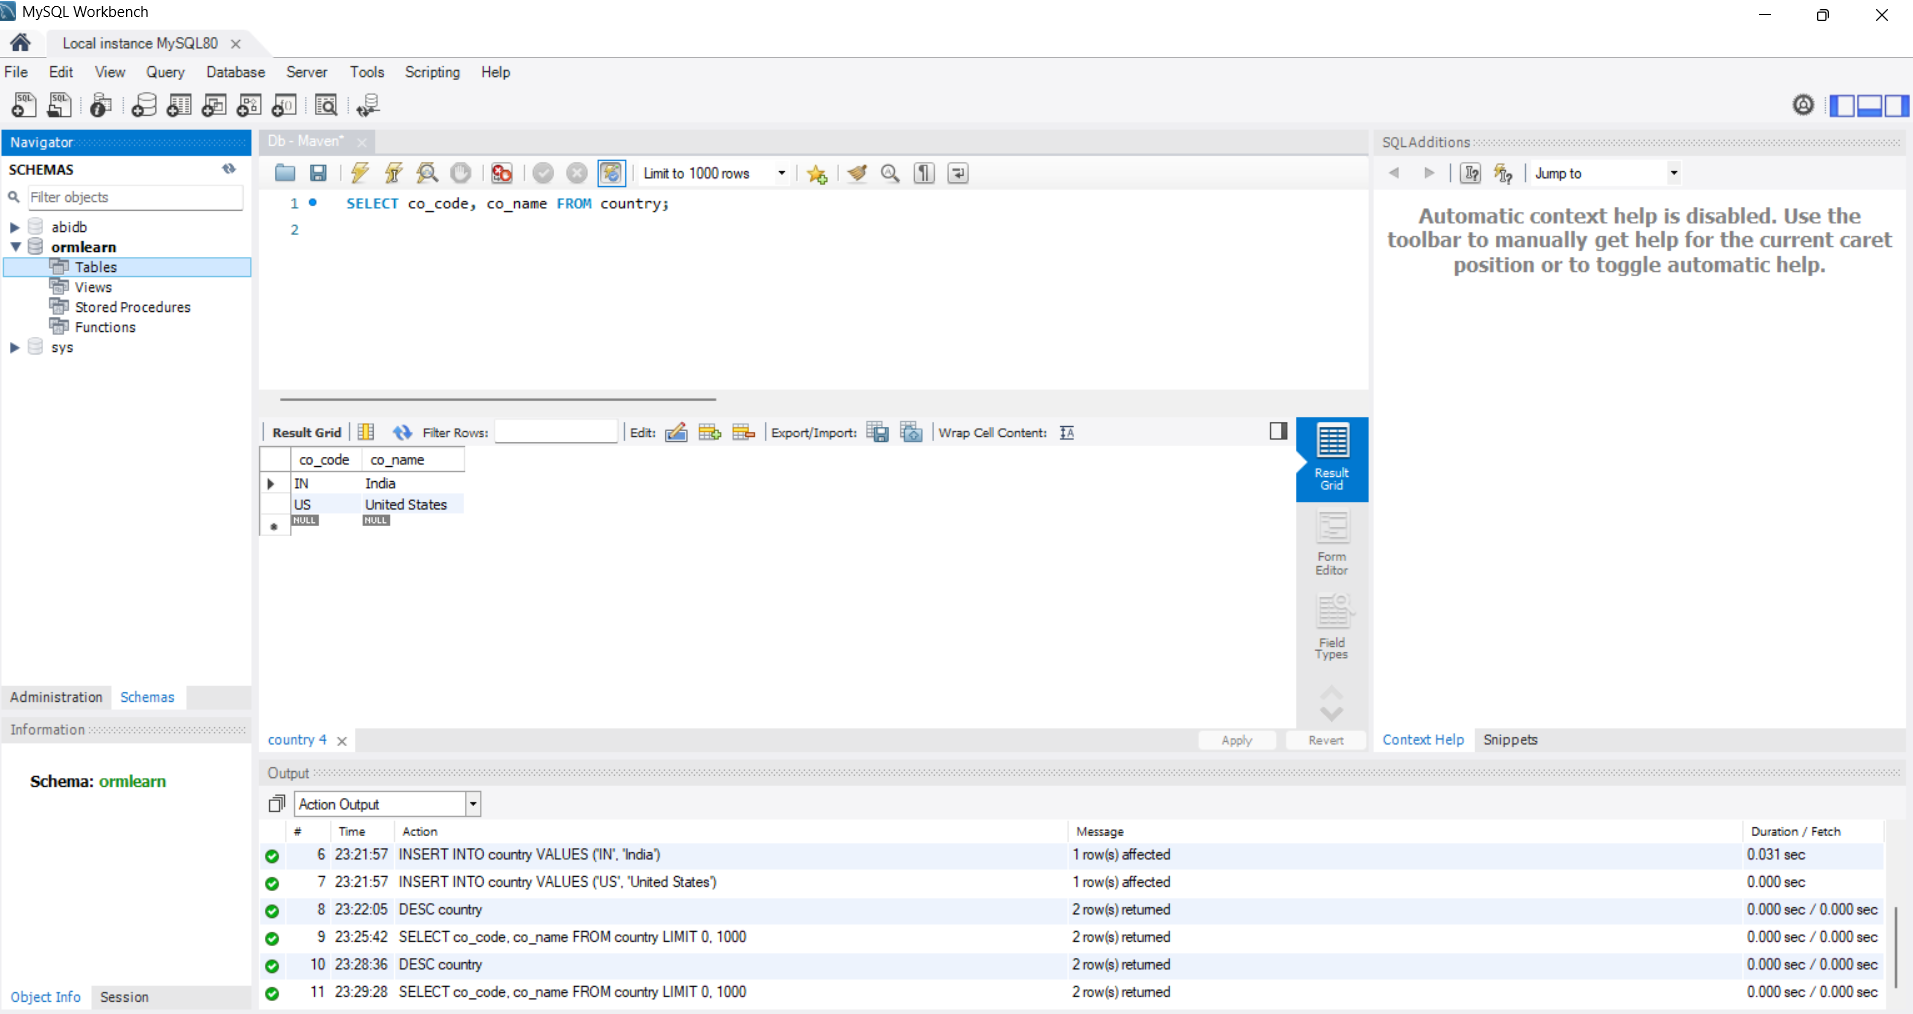 MySQL Workbench
Local instance MySQL80
File Edit View Query Database Server Tools Scripting Help
Navigator
SCHEMAS
Filter objects
abidb
ormlearn
Tables
Views
Stored Procedures
Functions
sys
Administration Schemas
Information
Schema: ormlearn
Object Info Session
Db - Maven*
Limit to 1000 rows
1 SELECT co_code, co_name FROM country;
2
Result Grid Filter Rows: Edit: Export/Import: Wrap Cell Content:
co_code co_name
IN India
US United States
NULL NULL
Result
Grid
Form
Editor
Field
Types
country 4
Apply Revert
SQLAdditions
Jump to
Automatic context help is disabled. Use the
toolbar to manually get help for the current caret
position or to toggle automatic help.
Context Help Snippets
Output
Action Output
# Time Action Message Duration / Fetch
6 23:21:57 INSERT INTO country VALUES ('IN', 'India') 1 row(s) affected 0.031 sec
7 23:21:57 INSERT INTO country VALUES ('US', 'United States') 1 row(s) affected 0.000 sec
8 23:22:05 DESC country 2 row(s) returned 0.000 sec / 0.000 sec
9 23:25:42 SELECT co_code, co_name FROM country LIMIT 0, 1000 2 row(s) returned 0.000 sec / 0.000 sec
10 23:28:36 DESC country 2 row(s) returned 0.000 sec / 0.000 sec
11 23:29:28 SELECT co_code, co_name FROM country LIMIT 0, 1000 2 row(s) returned 0.000 sec / 0.000 sec